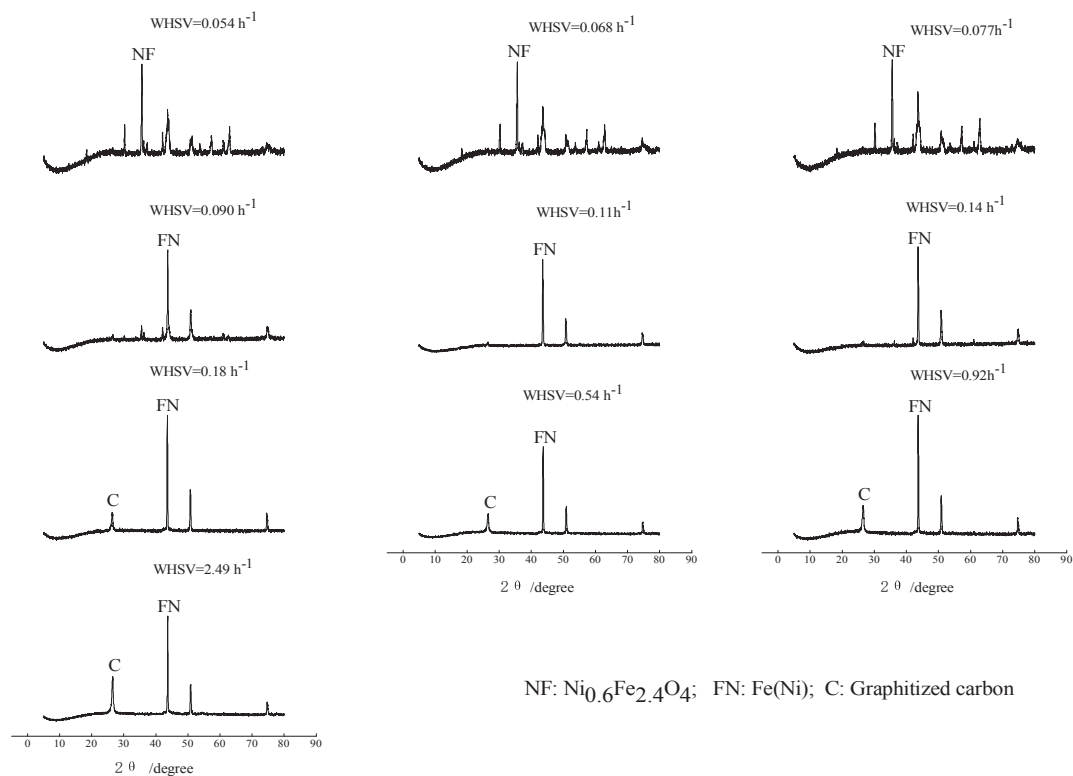 WHSV=0.054 h-1
WHSV=0.068 h-1
WHSV=0.077h-1
NF
NF
NF
WHSV=0.090 h-1
WHSV=0.11h-1
WHSV=0.14 h-1
FN
FN
FN
WHSV=0.18 h-1
WHSV=0.54 h-1
WHSV=0.92h-1
FN
FN
FN
C
C
C
0 10 20 30 40 50 60 70 80 90
0 10 20 30 40 50 60 70 80 90
2 θ /degree
2 θ /degree
WHSV=2.49 h-1
FN
C
NF: Ni0.6Fe2.4O4; FN: Fe(Ni); C: Graphitized carbon
0 10 20 30 40 50 60 70 80 90
2 θ /degree